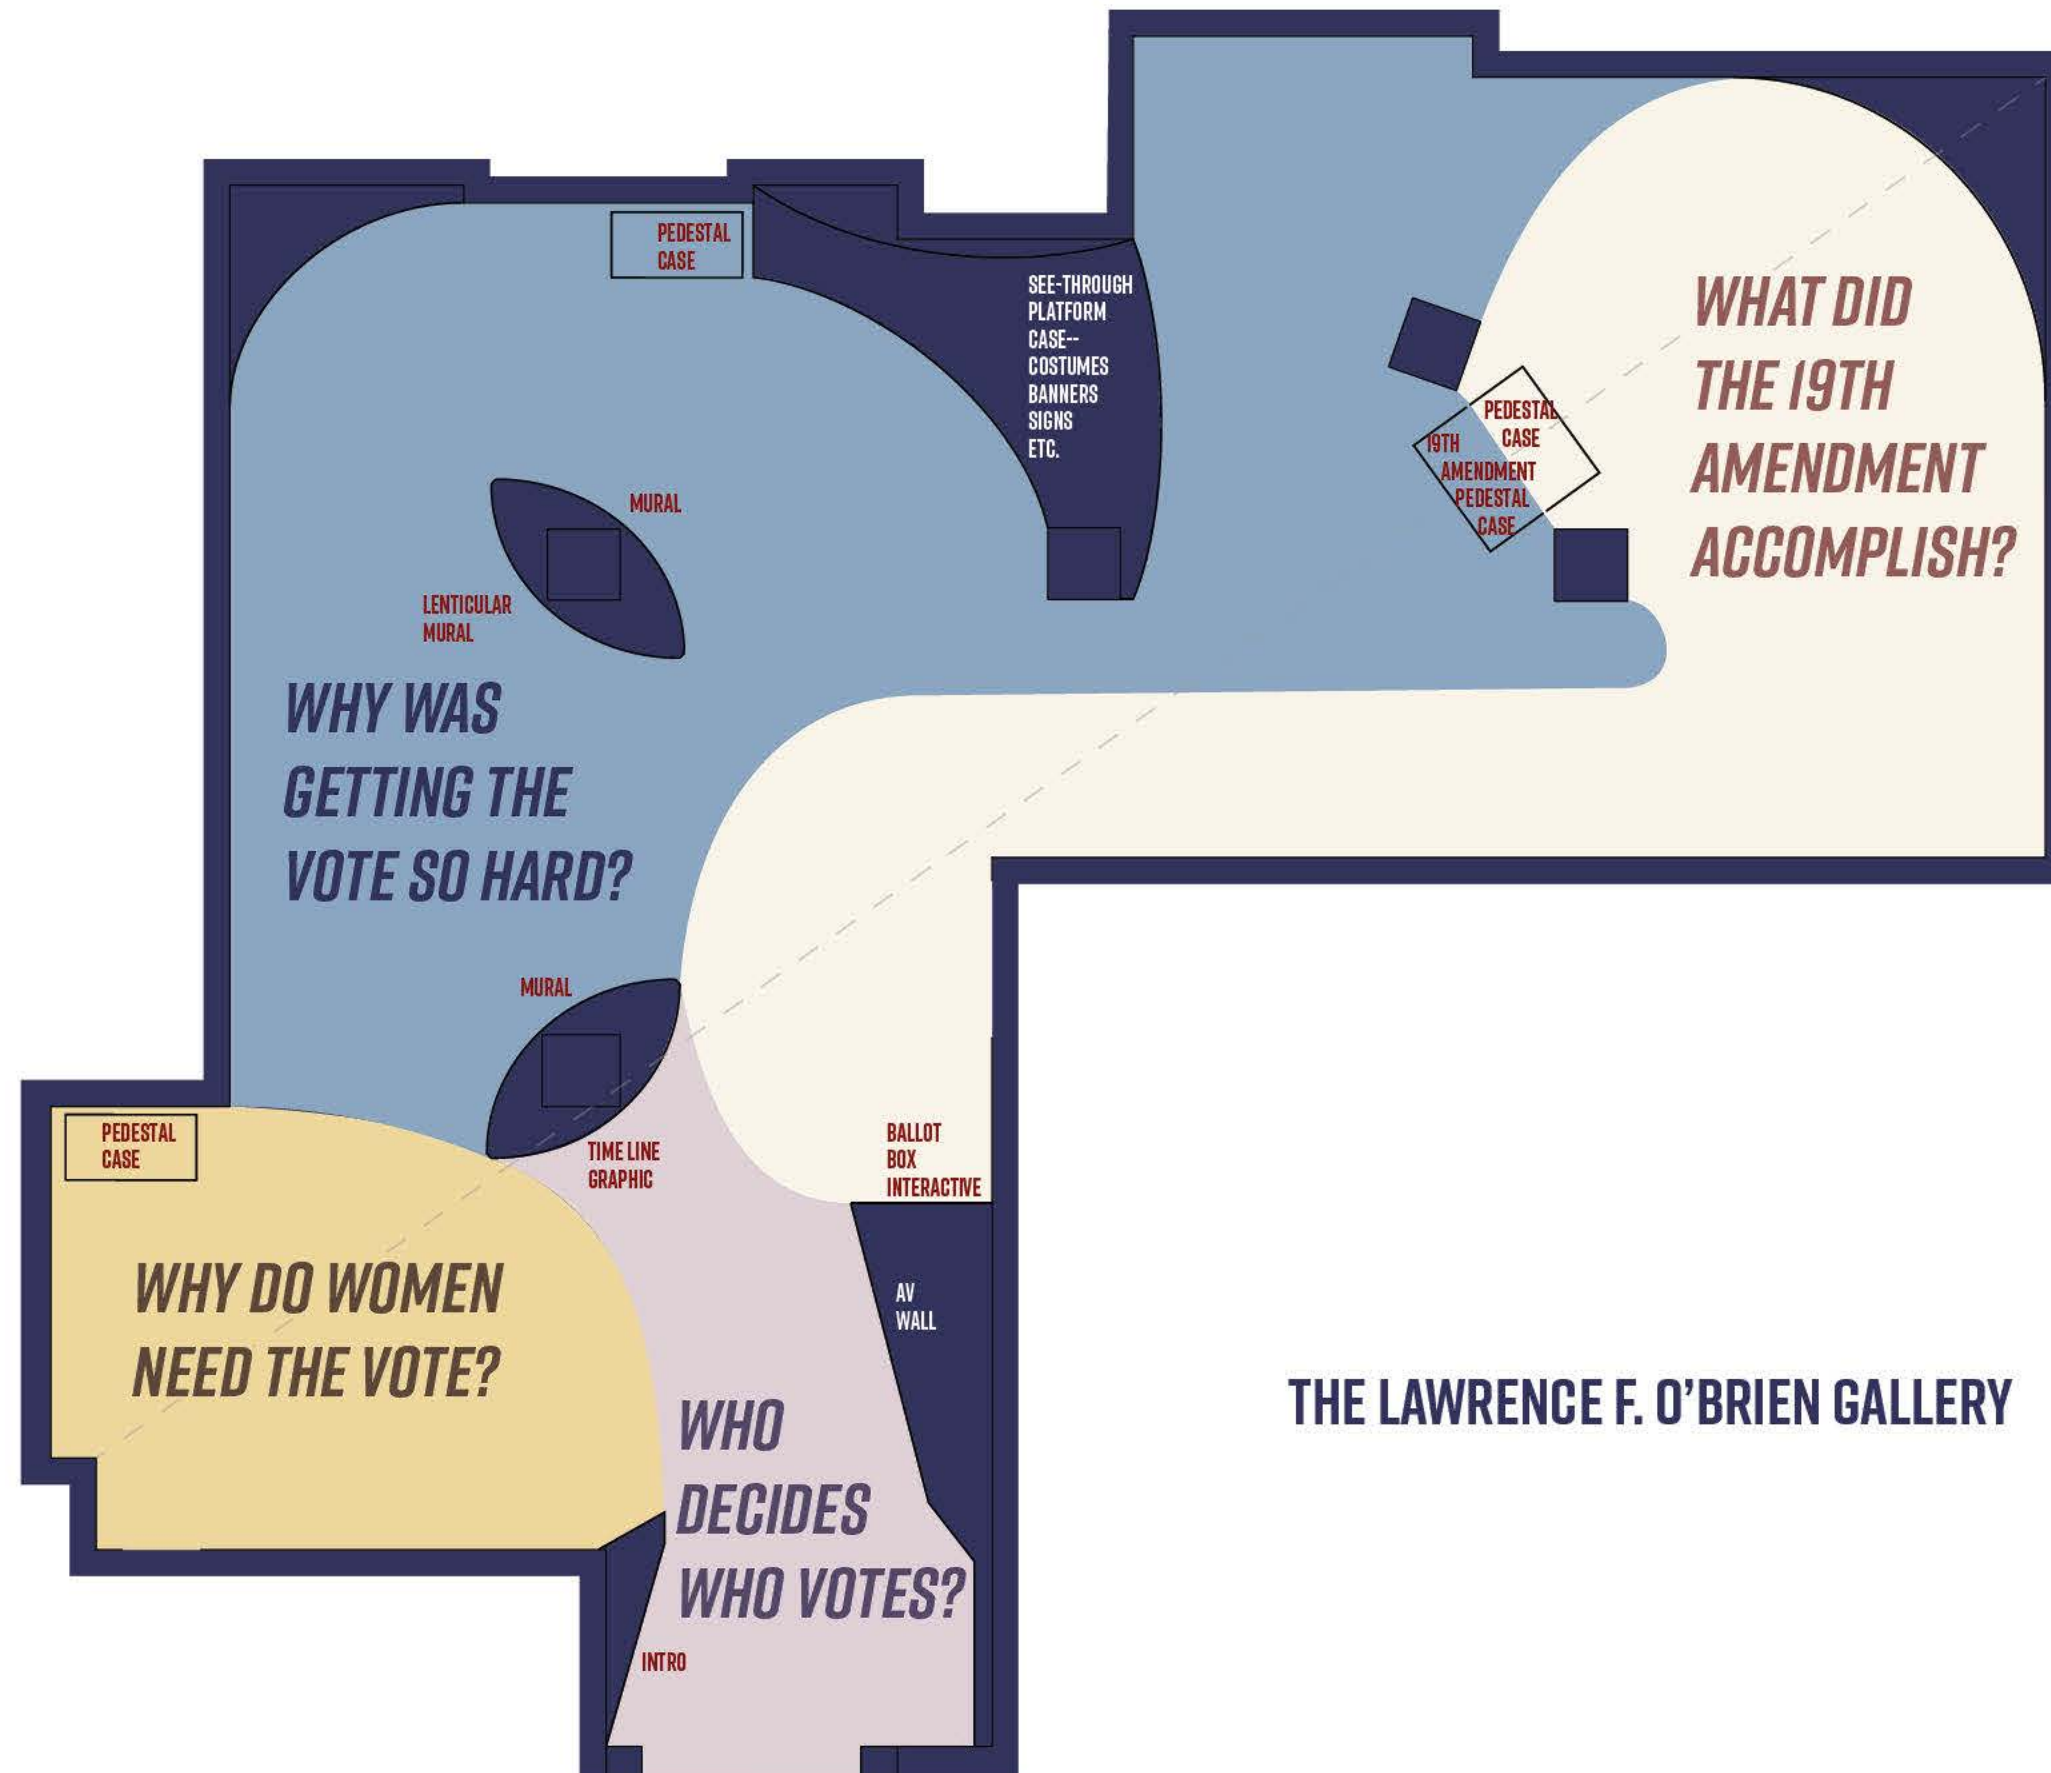 PEDESTAL
CASE
SEE-THROUGH
PLATFORM
CASE--
COSTUMES
BANNERS
SIGNS
ETC.
WHAT DID
THE 19TH
AMENDMENT
ACCOMPLISH?
PEDESTAL
CASE
19TH
AMENDMENT
PEDESTAL
CASE
MURAL
LENTICULAR
MURAL
WHY WAS
GETTING THE
VOTE SO HARD?
MURAL
TIME LINE
GRAPHIC
BALLOT
BOX
INTERACTIVE
PEDESTAL
CASE
WHY DO WOMEN
NEED THE VOTE?
AV
WALL
WHO
DECIDES
WHO VOTES?
INTRO
THE LAWRENCE F. O'BRIEN GALLERY